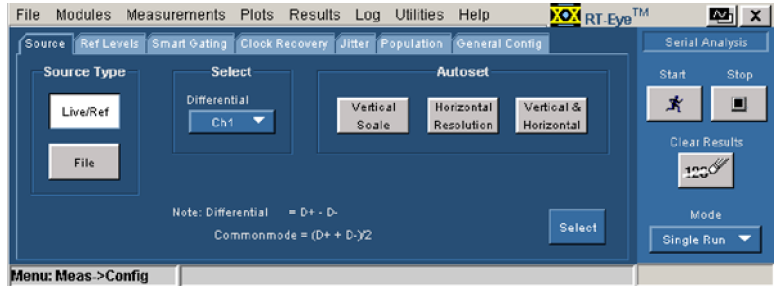 File Modules Measurements Plots Results Log Utilities Help RT-Eye™ X
Source Ref Levels Smart Gating Clock Recovery Jitter Population General Config
Serial Analysis
Source Type Select Autoset
Start Stop
Live/Ref
Differential
Ch1
Vertical Scale
Horizontal Resolution
Vertical & Horizontal
File
Clear Results
123
Note: Differential = D+ - D-
Commonmode = (D+ + D-)/2
Select
Mode
Single Run
Menu: Meas->Config